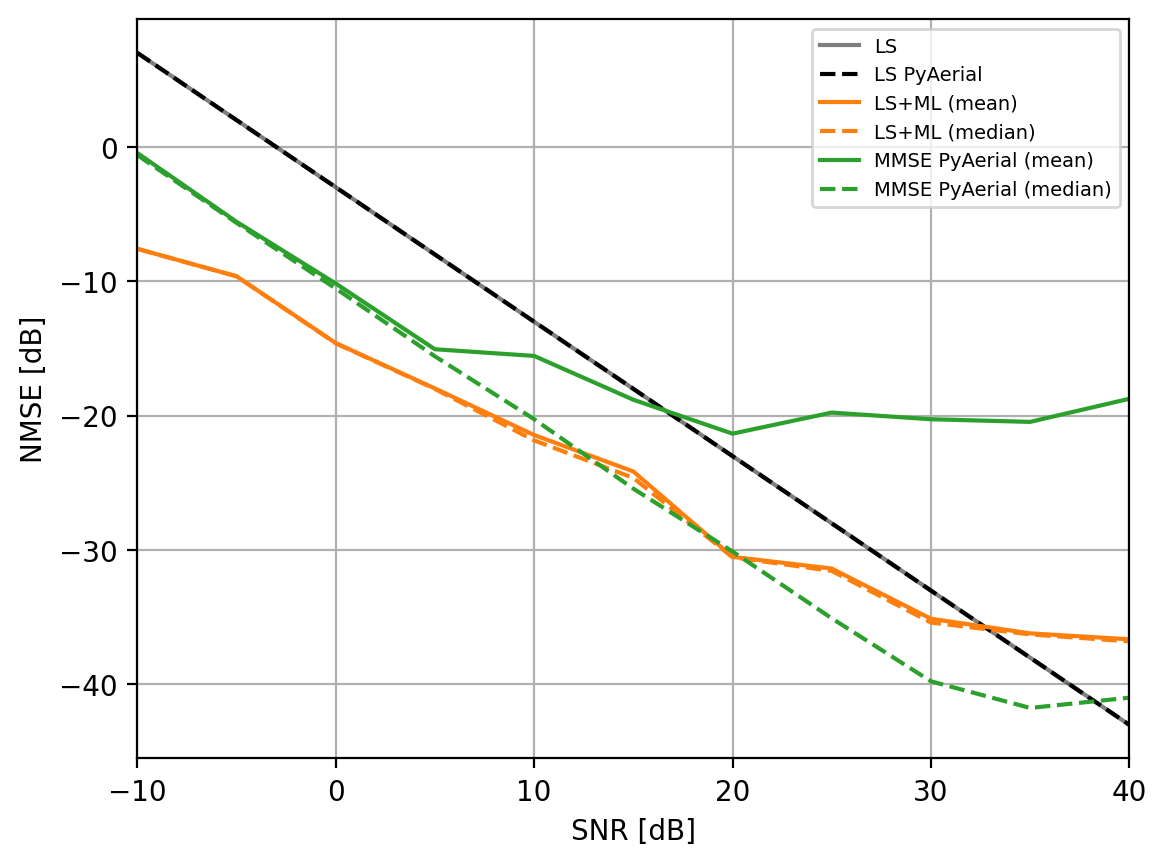 LS
LS PyAerial
LS+ML (mean)
LS+ML (median)
MMSE PyAerial (mean)
MMSE PyAerial (median)
0
−10
−20
−30
−40
NMSE [dB]
−10 0 10 20 30 40
SNR [dB]